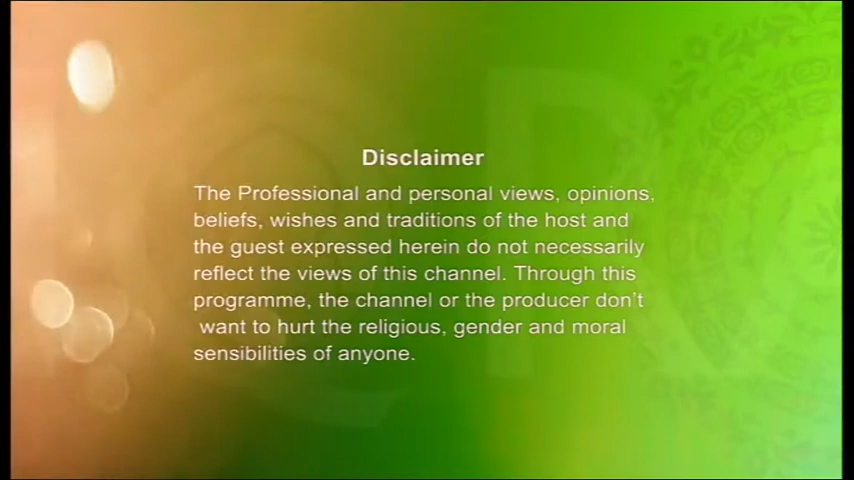 Disclaimer
The Professional and personal views, opinions,
beliefs, wishes and traditions of the host and
the guest expressed herein do not necessarily
reflect the views of this channel. Through this
programme, the channel or the producer don't
want to hurt the religious, gender and moral
sensibilities of anyone.